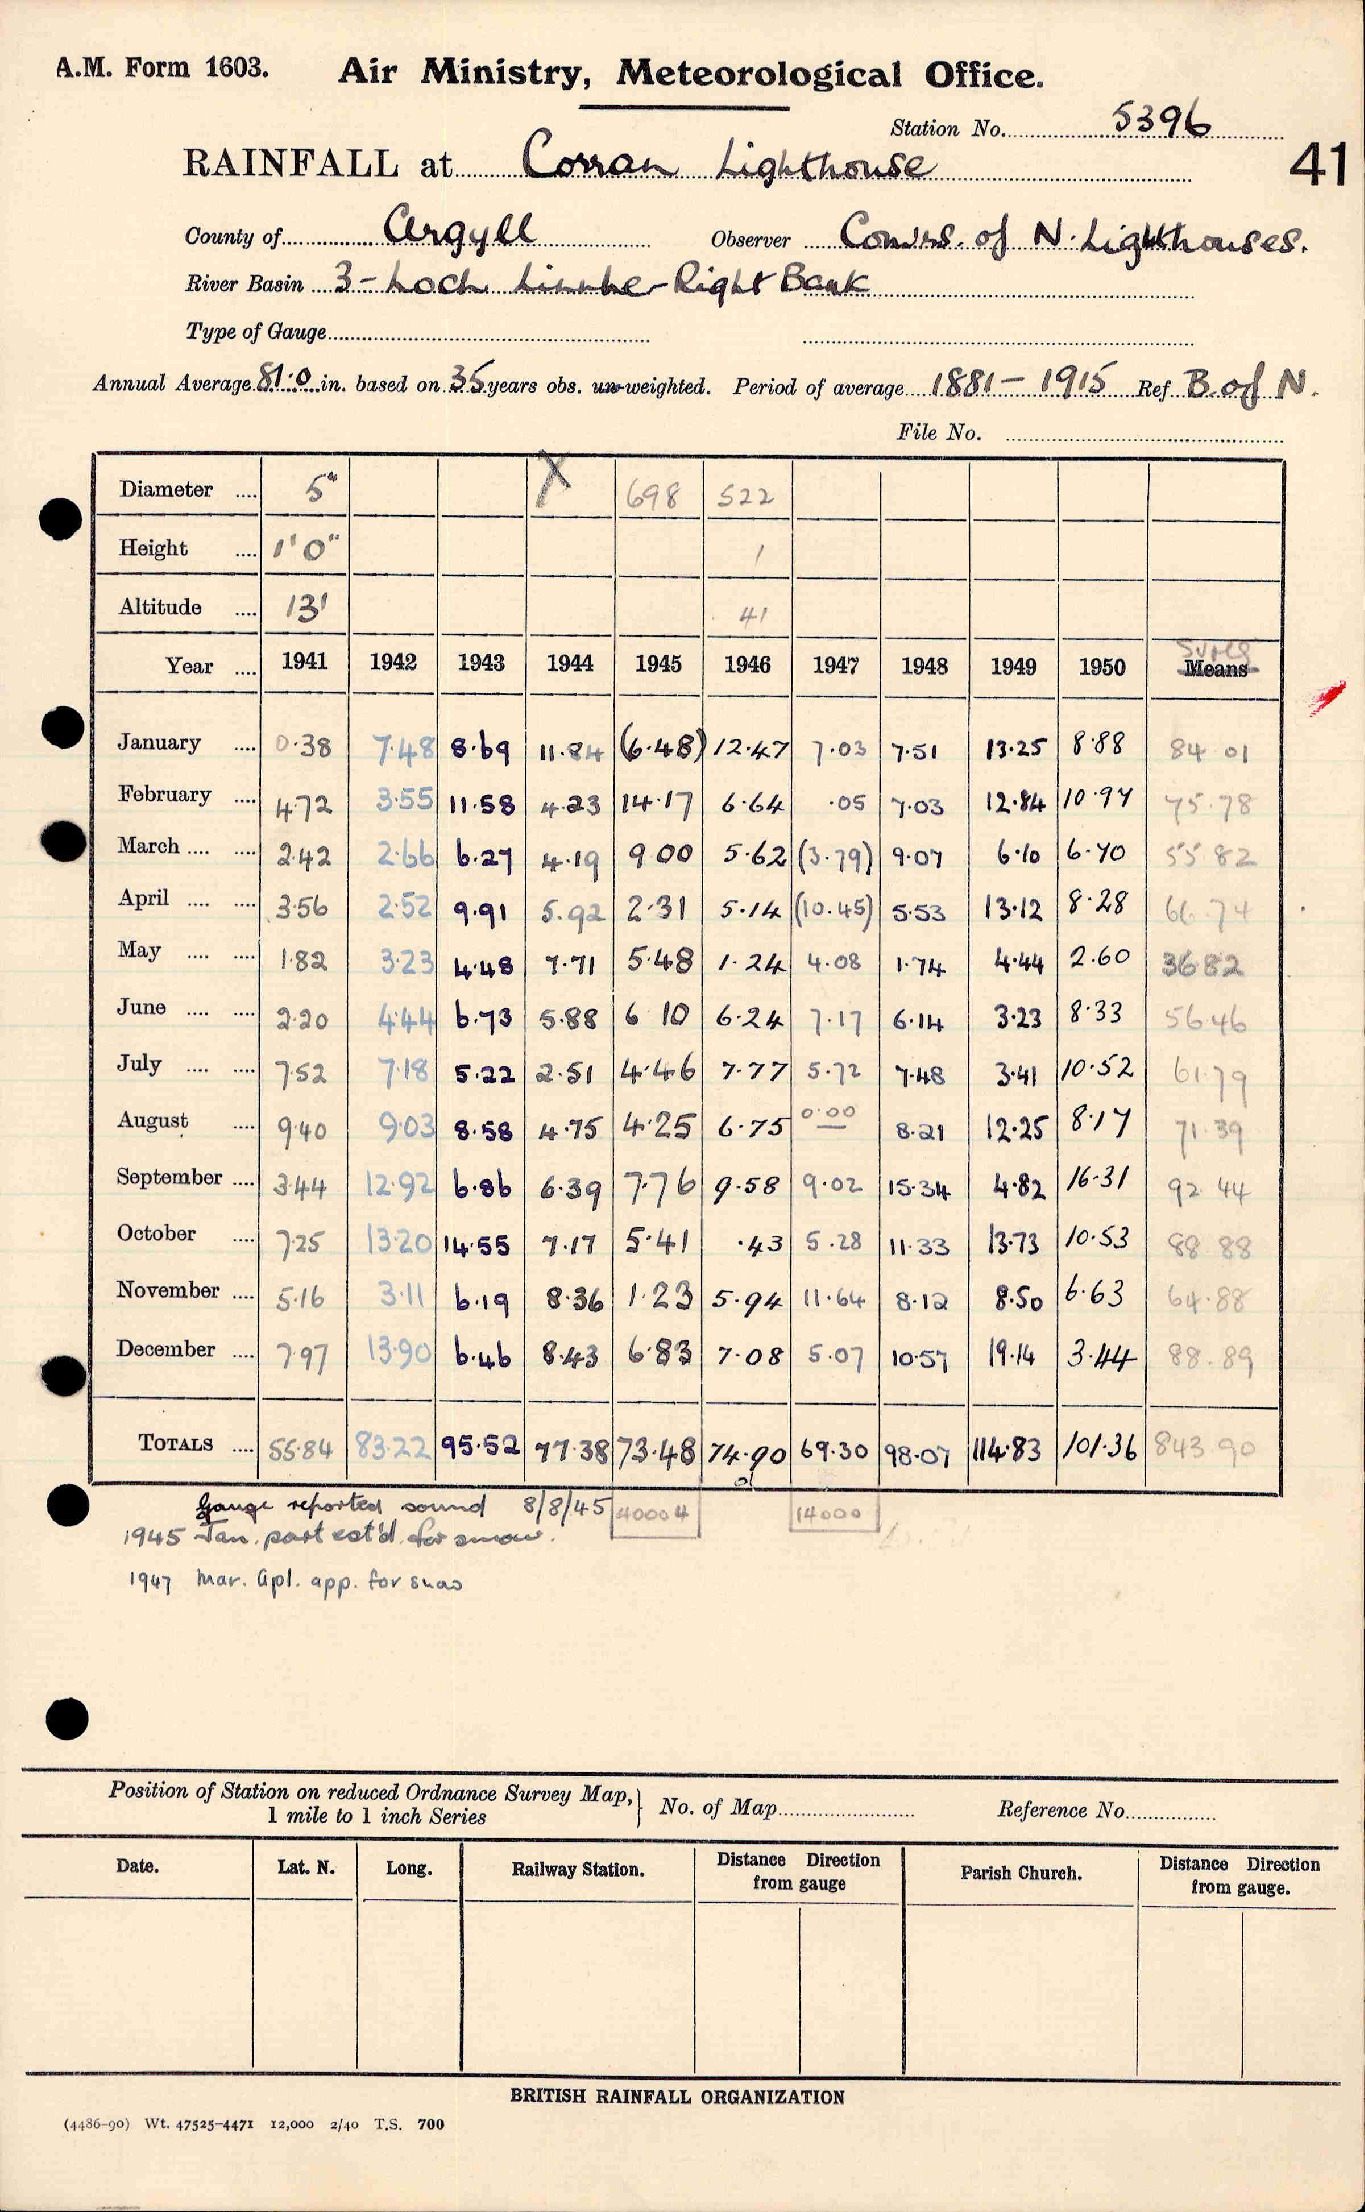 A.M. Form 1603. Air Ministry, Meteorological Office.
Station No. 5396
RAINFALL at Corran Lighthouse
41
County of Argyll Observer Comrs. of N. Lighthouses.
River Basin 3 - Loch Linnhe - Right Bank
Type of Gauge
Annual Average 81.0 in. based on 35 years obs. un-weighted. Period of average 1881 - 1915 Ref B. of N.
File No.
Diameter .... 5" X 698 522
Height .... 1' 0" 1
Altitude .... 13' 41
Year .... 1941 1942 1943 1944 1945 1946 1947 1948 1949 1950 Means
January .... 0.38 7.48 8.69 11.84 (6.48) 12.47 7.03 7.51 13.25 8.88 84 01
February .... 4.72 3.55 11.58 4.23 14.17 6.64 .05 7.03 12.84 10.97 75.78
March .... .... 2.42 2.66 6.27 4.19 9 00 5.62 (3.79) 9.07 6.10 6.70 55 82
April .... .... 3.56 2.52 9.91 5.92 2.31 5.14 (10.45) 5.53 13.12 8.28 66.74
May .... .... 1.82 3.23 4.48 7.71 5.48 1.24 4.08 1.74 4.44 2.60 36.82
June .... .... 2.20 4.44 6.73 5.88 6 10 6.24 7.17 6.14 3.23 8.33 56.46
July .... .... 7.52 7.18 5.22 2.51 4.46 7.77 5.72 7.48 3.41 10.52 61.79
August .... 9.40 9.03 8.58 4.75 4.25 6.75 0.00 8.21 12.25 8.17 71.39
September .... 3.44 12.92 6.86 6.39 7.76 9.58 9.02 15.34 4.82 16.31 92 44
October .... 7.25 13.20 14.55 7.17 5.41 .43 5.28 11.33 13.73 10.53 88 88
November .... 5.16 3.11 6.19 8.36 1.23 5.94 11.64 8.12 8.50 6.63 64.88
December .... 7.97 13.90 6.46 8.43 6.83 7.08 5.07 10.57 19.14 3.44 88.89
TOTALS .... 55.84 83.22 95.52 77.38 73.48 74.90 69.30 98.07 114.83 101.36 843 90
Gauge reported sound 8/8/45 40004 14000
1945 Jan. part est'd. for snow.
1947 Mar. Apl. app. for snow
Position of Station on reduced Ordnance Survey Map, } No. of Map Reference No.
1 mile to 1 inch Series
Date. Lat. N. Long. Railway Station. Distance Direction from gauge Parish Church. Distance Direction from gauge.
BRITISH RAINFALL ORGANIZATION
(4486-90) Wt. 47525-4471 12,000 2/40 T.S. 700